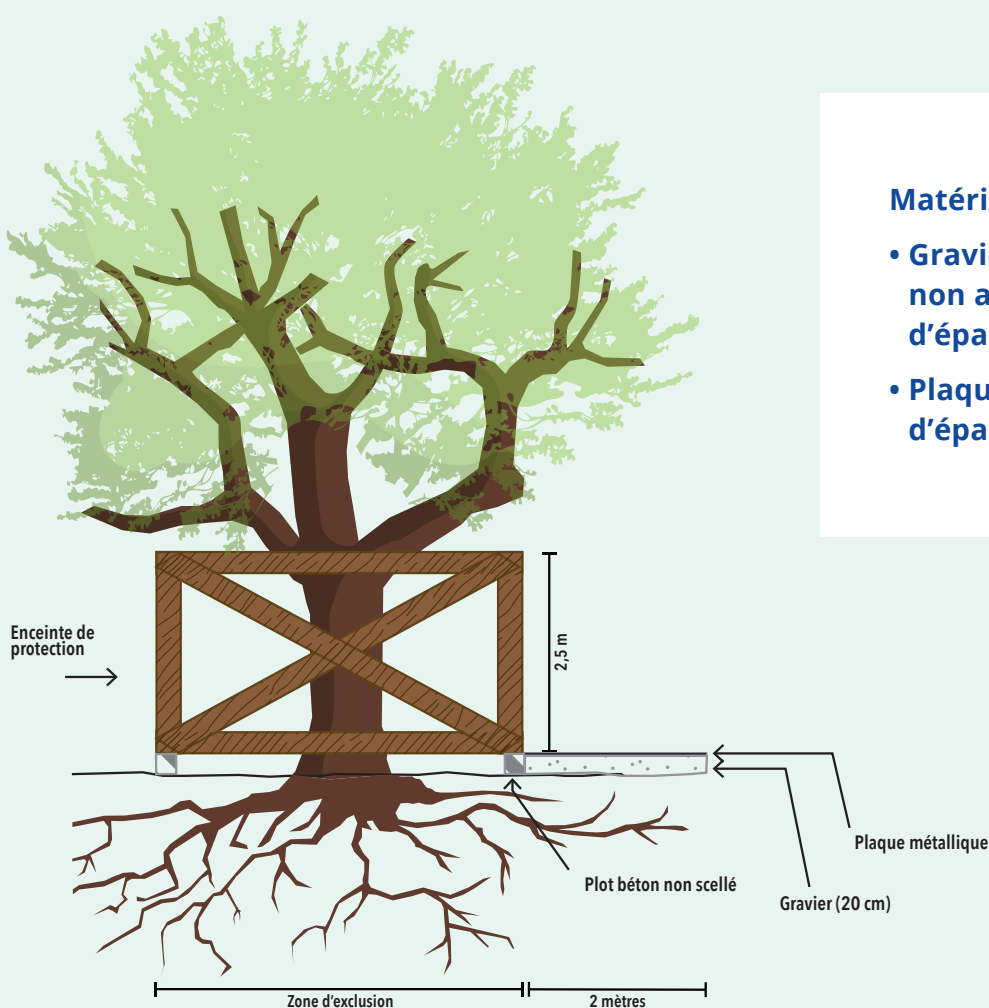 Matéri
• Gravie
non a
d’épa
• Plaqu
d’épa
Enceinte de
protection
2,5 m
Plaque métallique
Plot béton non scellé
Gravier (20 cm)
Zone d’exclusion
2 mètres